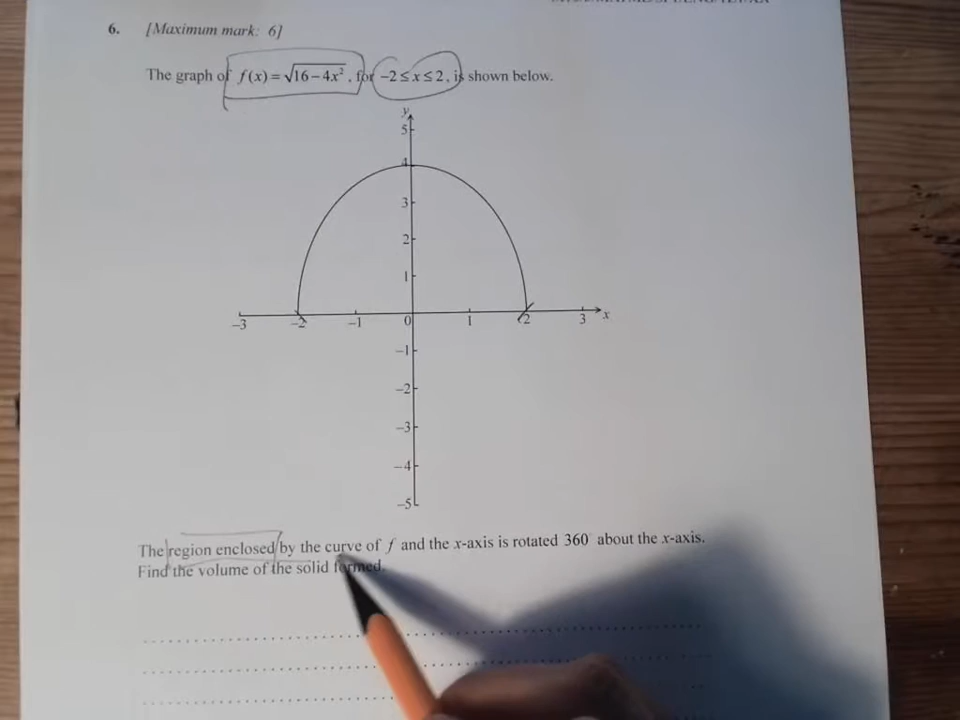 6. [Maximum mark: 6]
The graph of f(x) = √16 – 4x², for –2 ≤ x ≤ 2, is shown below.
y
5
4
3
2
1
–3 –2 –1 0 1 2 3 x
–1
–2
–3
–4
–5
The region enclosed by the curve of f and the x-axis is rotated 360° about the x-axis.
Find the volume of the solid formed.